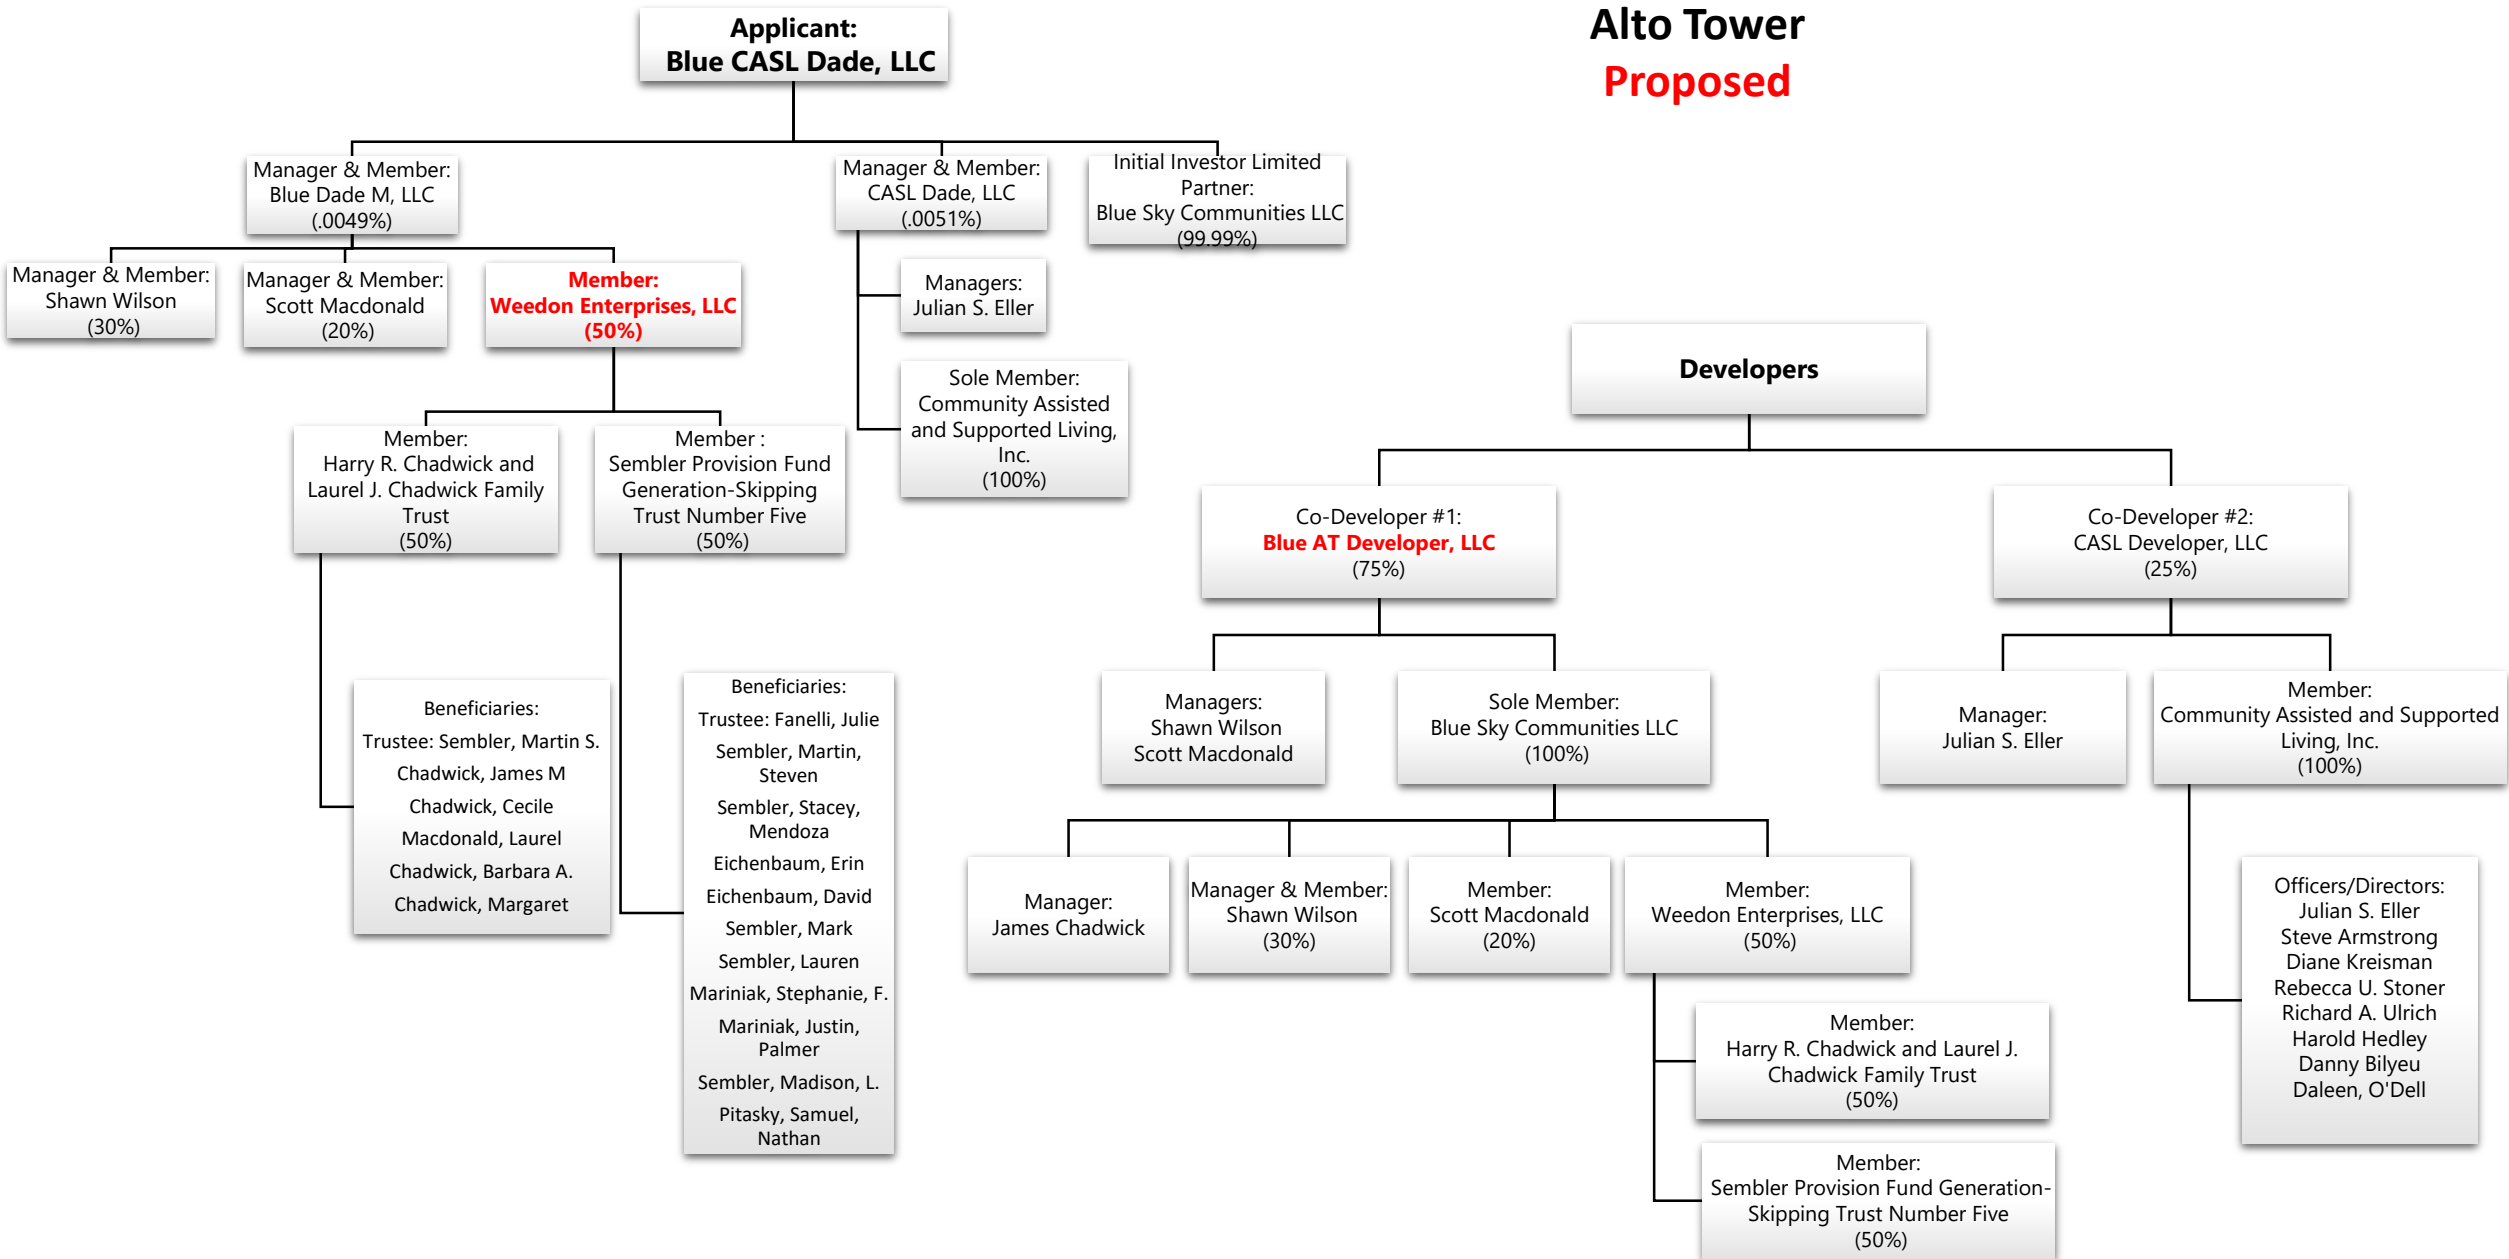 Alto Tower
Proposed
Applicant:
Blue CASL Dade, LLC
Manager & Member:
Blue Dade M, LLC
(.0049%)
Manager & Member:
CASL Dade, LLC
(.0051%)
Initial Investor Limited
Partner:
Blue Sky Communities LLC
(99.99%)
Manager & Member:
Shawn Wilson
(30%)
Manager & Member:
Scott Macdonald
(20%)
Member:
Weedon Enterprises, LLC
(50%)
Managers:
Julian S. Eller
Sole Member:
Community Assisted
and Supported Living,
Inc.
(100%)
Member:
Harry R. Chadwick and
Laurel J. Chadwick Family
Trust
(50%)
Member :
Sembler Provision Fund
Generation-Skipping
Trust Number Five
(50%)
Beneficiaries:
Trustee: Sembler, Martin S.
Chadwick, James M
Chadwick, Cecile
Macdonald, Laurel
Chadwick, Barbara A.
Chadwick, Margaret
Beneficiaries:
Trustee: Fanelli, Julie
Sembler, Martin,
Steven
Sembler, Stacey,
Mendoza
Eichenbaum, Erin
Eichenbaum, David
Sembler, Mark
Sembler, Lauren
Mariniak, Stephanie, F.
Mariniak, Justin,
Palmer
Sembler, Madison, L.
Pitasky, Samuel,
Nathan
Developers
Co-Developer #1:
Blue AT Developer, LLC
(75%)
Co-Developer #2:
CASL Developer, LLC
(25%)
Managers:
Shawn Wilson
Scott Macdonald
Sole Member:
Blue Sky Communities LLC
(100%)
Manager:
Julian S. Eller
Member:
Community Assisted and Supported
Living, Inc.
(100%)
Manager:
James Chadwick
Manager & Member:
Shawn Wilson
(30%)
Member:
Scott Macdonald
(20%)
Member:
Weedon Enterprises, LLC
(50%)
Officers/Directors:
Julian S. Eller
Steve Armstrong
Diane Kreisman
Rebecca U. Stoner
Richard A. Ulrich
Harold Hedley
Danny Bilyeu
Daleen, O'Dell
Member:
Harry R. Chadwick and Laurel J.
Chadwick Family Trust
(50%)
Member:
Sembler Provision Fund Generation-
Skipping Trust Number Five
(50%)